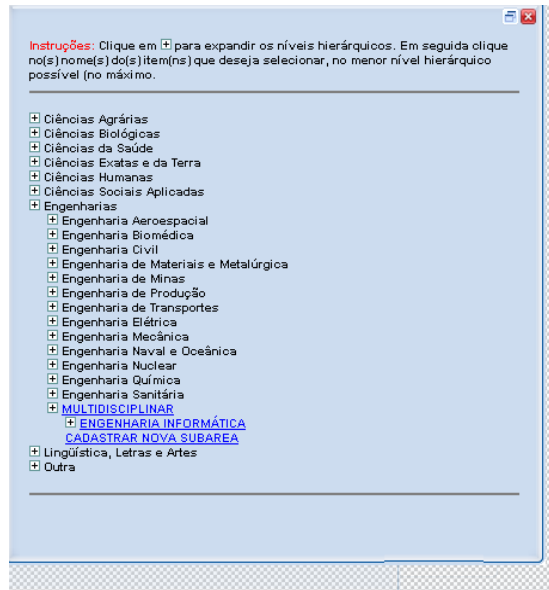 Instruções: Clique em para expandir os níveis hierárquicos. Em seguida clique
no(s) nome(s) do(s) item(ns) que deseja selecionar, no menor nível hierárquico
possível (no máximo.
Ciências Agrárias
Ciências Biológicas
Ciências da Saúde
Ciências Exatas e da Terra
Ciências Humanas
Ciências Sociais Aplicadas
Engenharias
Engenharia Aeroespacial
Engenharia Biomédica
Engenharia Civil
Engenharia de Materiais e Metalúrgica
Engenharia de Minas
Engenharia de Produção
Engenharia de Transportes
Engenharia Elétrica
Engenharia Mecânica
Engenharia Naval e Oceânica
Engenharia Nuclear
Engenharia Química
Engenharia Sanitária
MULTIDISCIPLINAR
ENGENHARIA INFORMÁTICA
CADASTRAR NOVA SUBAREA
Lingüística, Letras e Artes
Outra